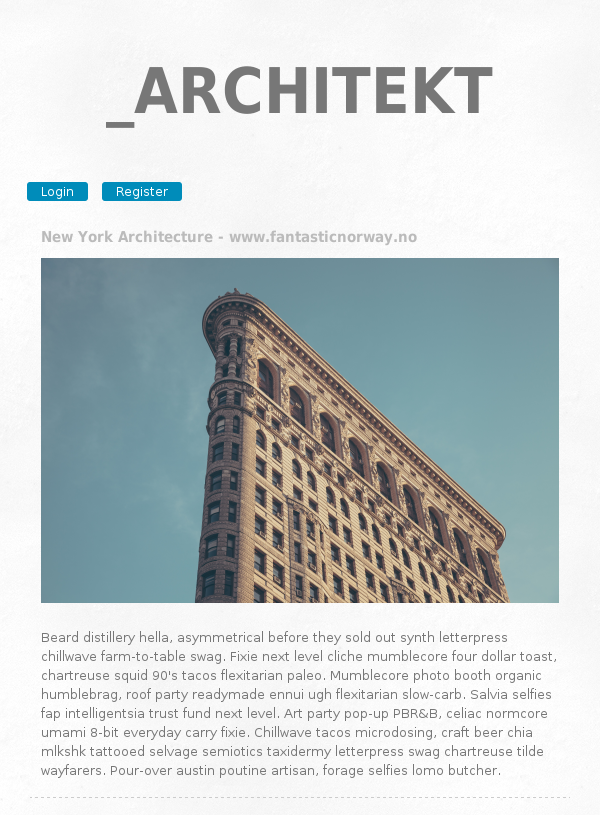 _ARCHITEKT
Login
Register
New York Architecture - www.fantasticnorway.no
Beard distillery hella, asymmetrical before they sold out synth letterpress
chillwave farm-to-table swag. Fixie next level cliche mumblecore four dollar toast,
chartreuse squid 90's tacos flexitarian paleo. Mumblecore photo booth organic
humblebrag, roof party readymade ennui ugh flexitarian slow-carb. Salvia selfies
fap intelligentsia trust fund next level. Art party pop-up PBR&B, celiac normcore
umami 8-bit everyday carry fixie. Chillwave tacos microdosing, craft beer chia
mlkshk tattooed selvage semiotics taxidermy letterpress swag chartreuse tilde
wayfarers. Pour-over austin poutine artisan, forage selfies lomo butcher.